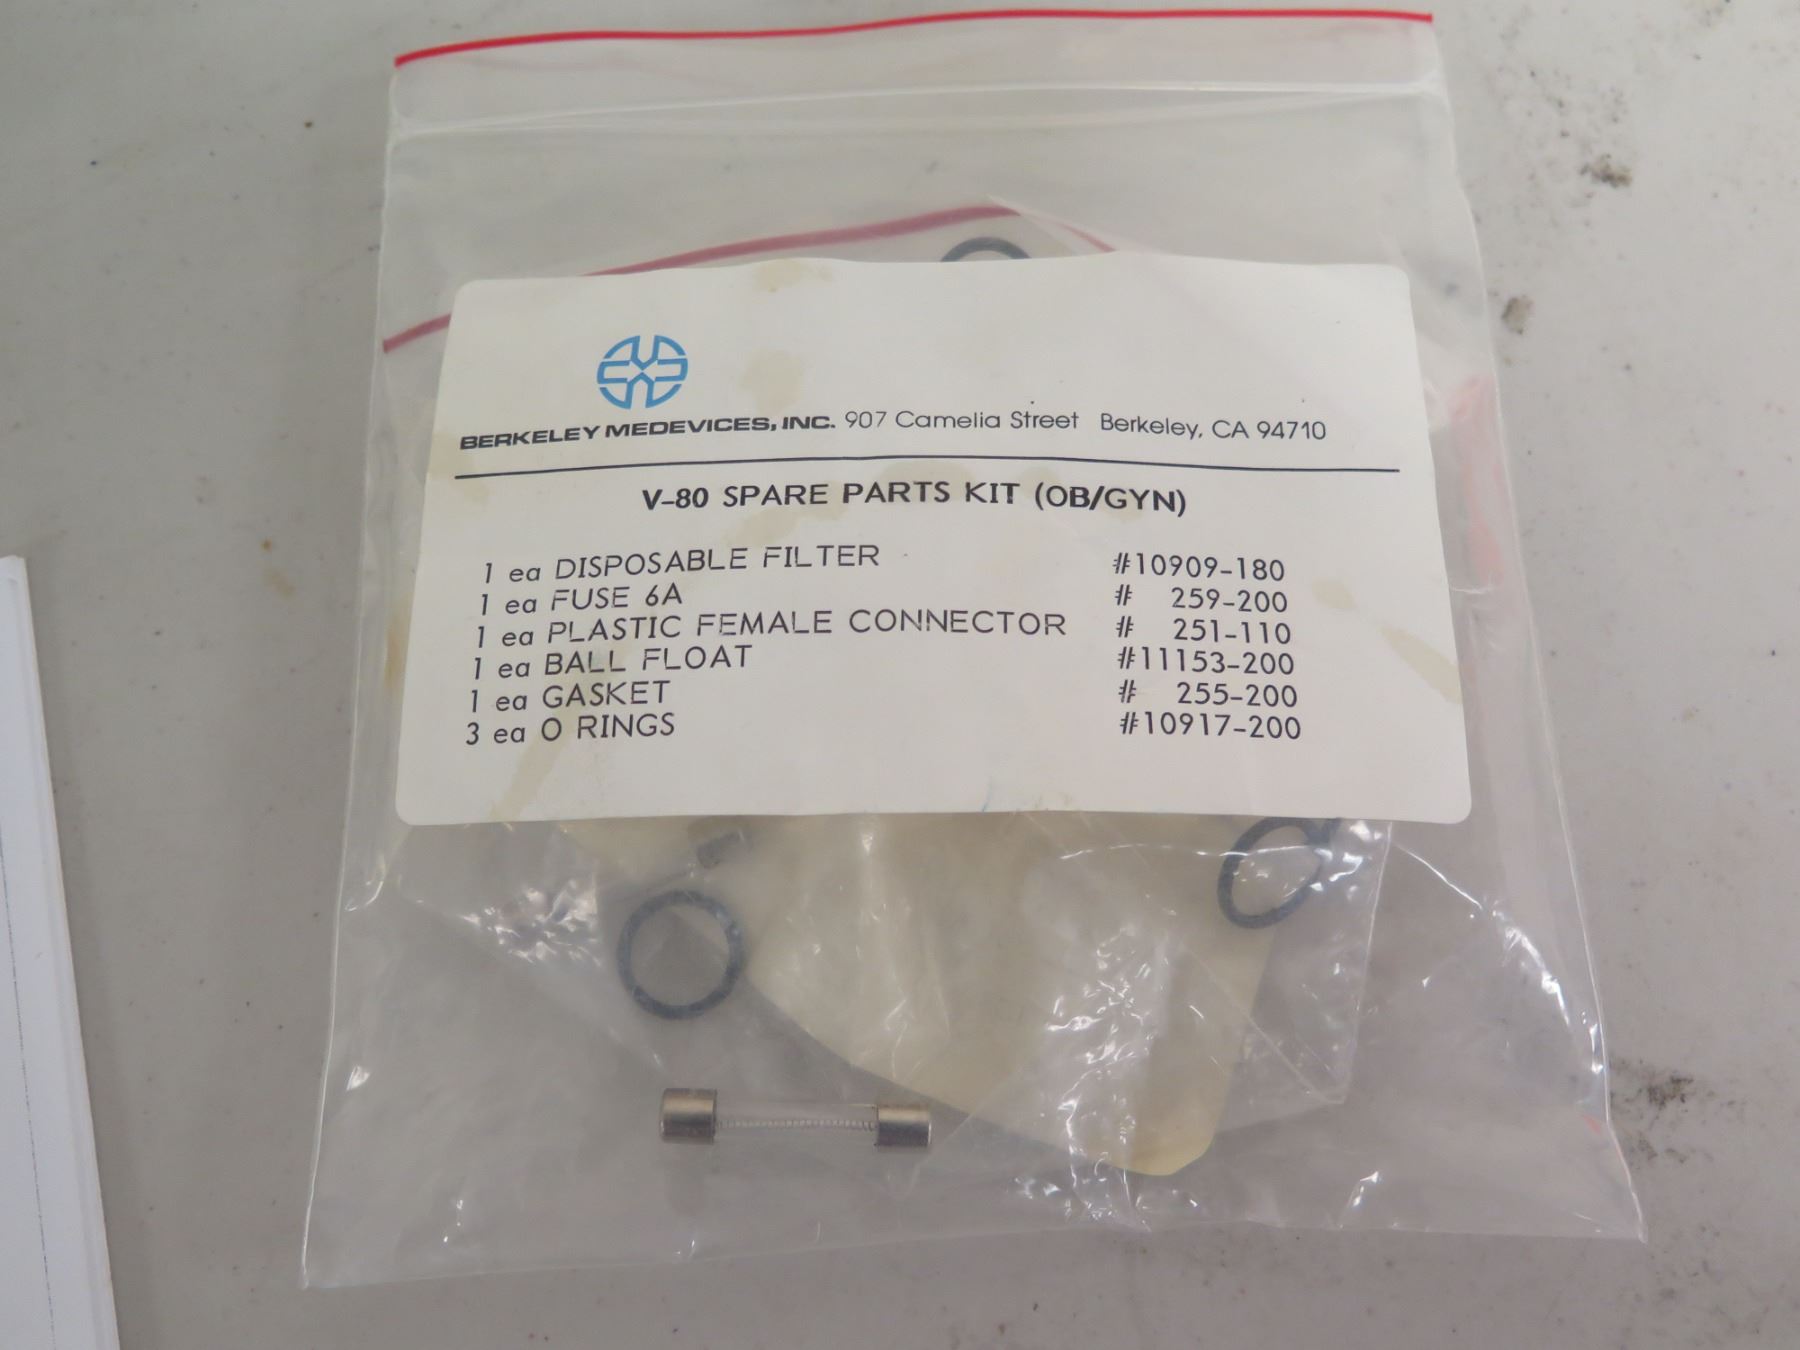 BERKELEY MEDEVICES, INC. 907 Camelia Street Berkeley, CA 94710
V-80 SPARE PARTS KIT (OB/GYN)
1 ea DISPOSABLE FILTER #10909-180
1 ea FUSE 6A # 259-200
1 ea PLASTIC FEMALE CONNECTOR # 251-110
1 ea BALL FLOAT #11153-200
1 ea GASKET # 255-200
3 ea O RINGS #10917-200